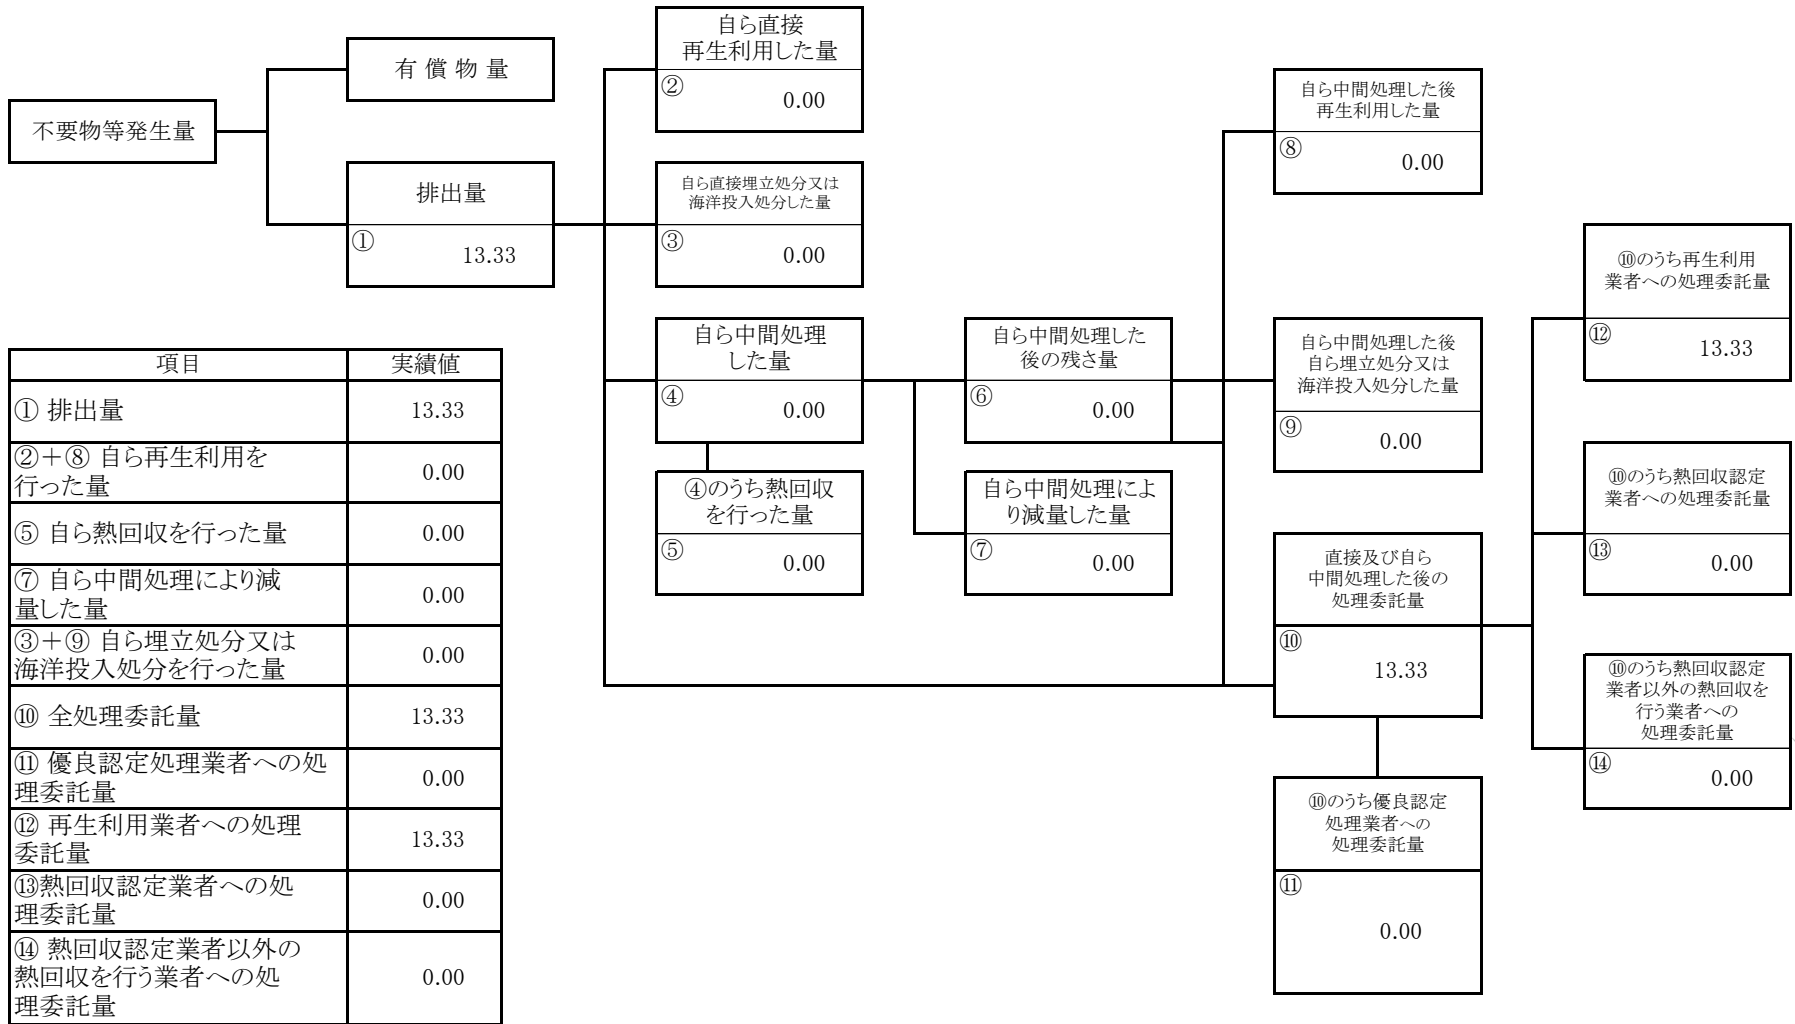 不要物等発生量
有 償 物 量
排出量
①
13.33
自ら直接
再生利用した量
②
0.00
自ら直接埋立処分又は
海洋投入処分した量
③
0.00
自ら中間処理
した量
④
0.00
④のうち熱回収
を行った量
⑤
0.00
自ら中間処理した
後の残さ量
⑥
0.00
自ら中間処理によ
り減量した量
⑦
0.00
自ら中間処理した後
再生利用した量
⑧
0.00
自ら中間処理した後
自ら埋立処分又は
海洋投入処分した量
⑨
0.00
直接及び自ら
中間処理した後の
処理委託量
⑩
13.33
⑩のうち優良認定
処理業者への
処理委託量
⑪
0.00
⑩のうち再生利用
業者への処理委託量
⑫
13.33
⑩のうち熱回収認定
業者への処理委託量
⑬
0.00
⑩のうち熱回収認定
業者以外の熱回収を
行う業者への
処理委託量
⑭
0.00
項目 実績値
① 排出量 13.33
②＋⑧ 自ら再生利用を
行った量 0.00
⑤ 自ら熱回収を行った量 0.00
⑦ 自ら中間処理により減
量した量 0.00
③＋⑨ 自ら埋立処分又は
海洋投入処分を行った量 0.00
⑩ 全処理委託量 13.33
⑪ 優良認定処理業者への処
理委託量 0.00
⑫ 再生利用業者への処理
委託量 13.33
⑬熱回収認定業者への処
理委託量 0.00
⑭ 熱回収認定業者以外の
熱回収を行う業者への処
理委託量 0.00